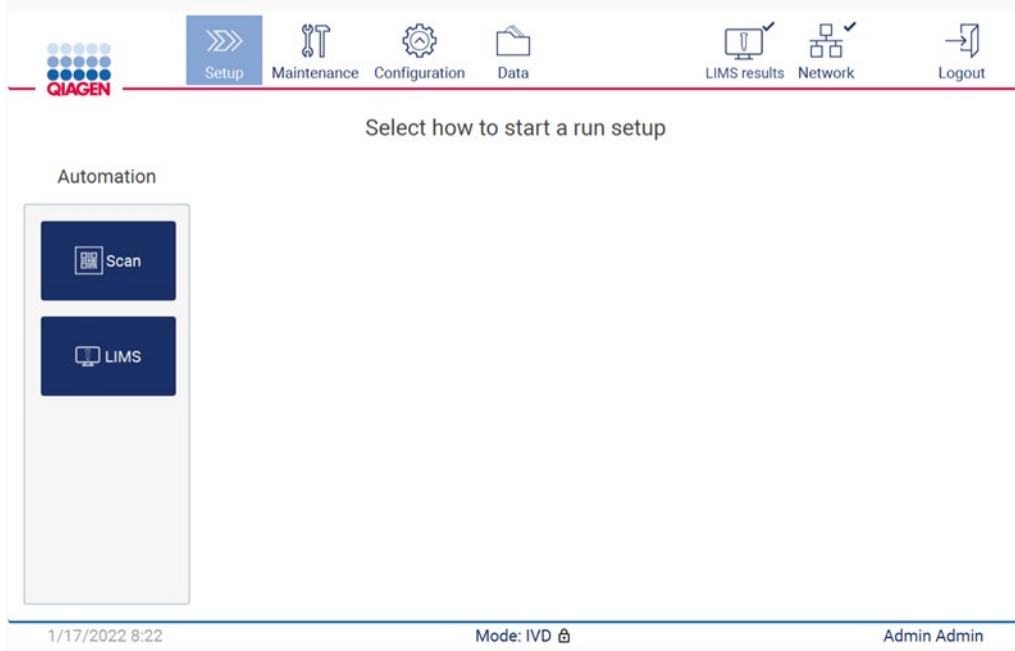 QIAGEN
Setup Maintenance Configuration Data LIMS results Network Logout
Select how to start a run setup
Automation
Scan
LIMS
1/17/2022 8:22 Mode: IVD Admin Admin